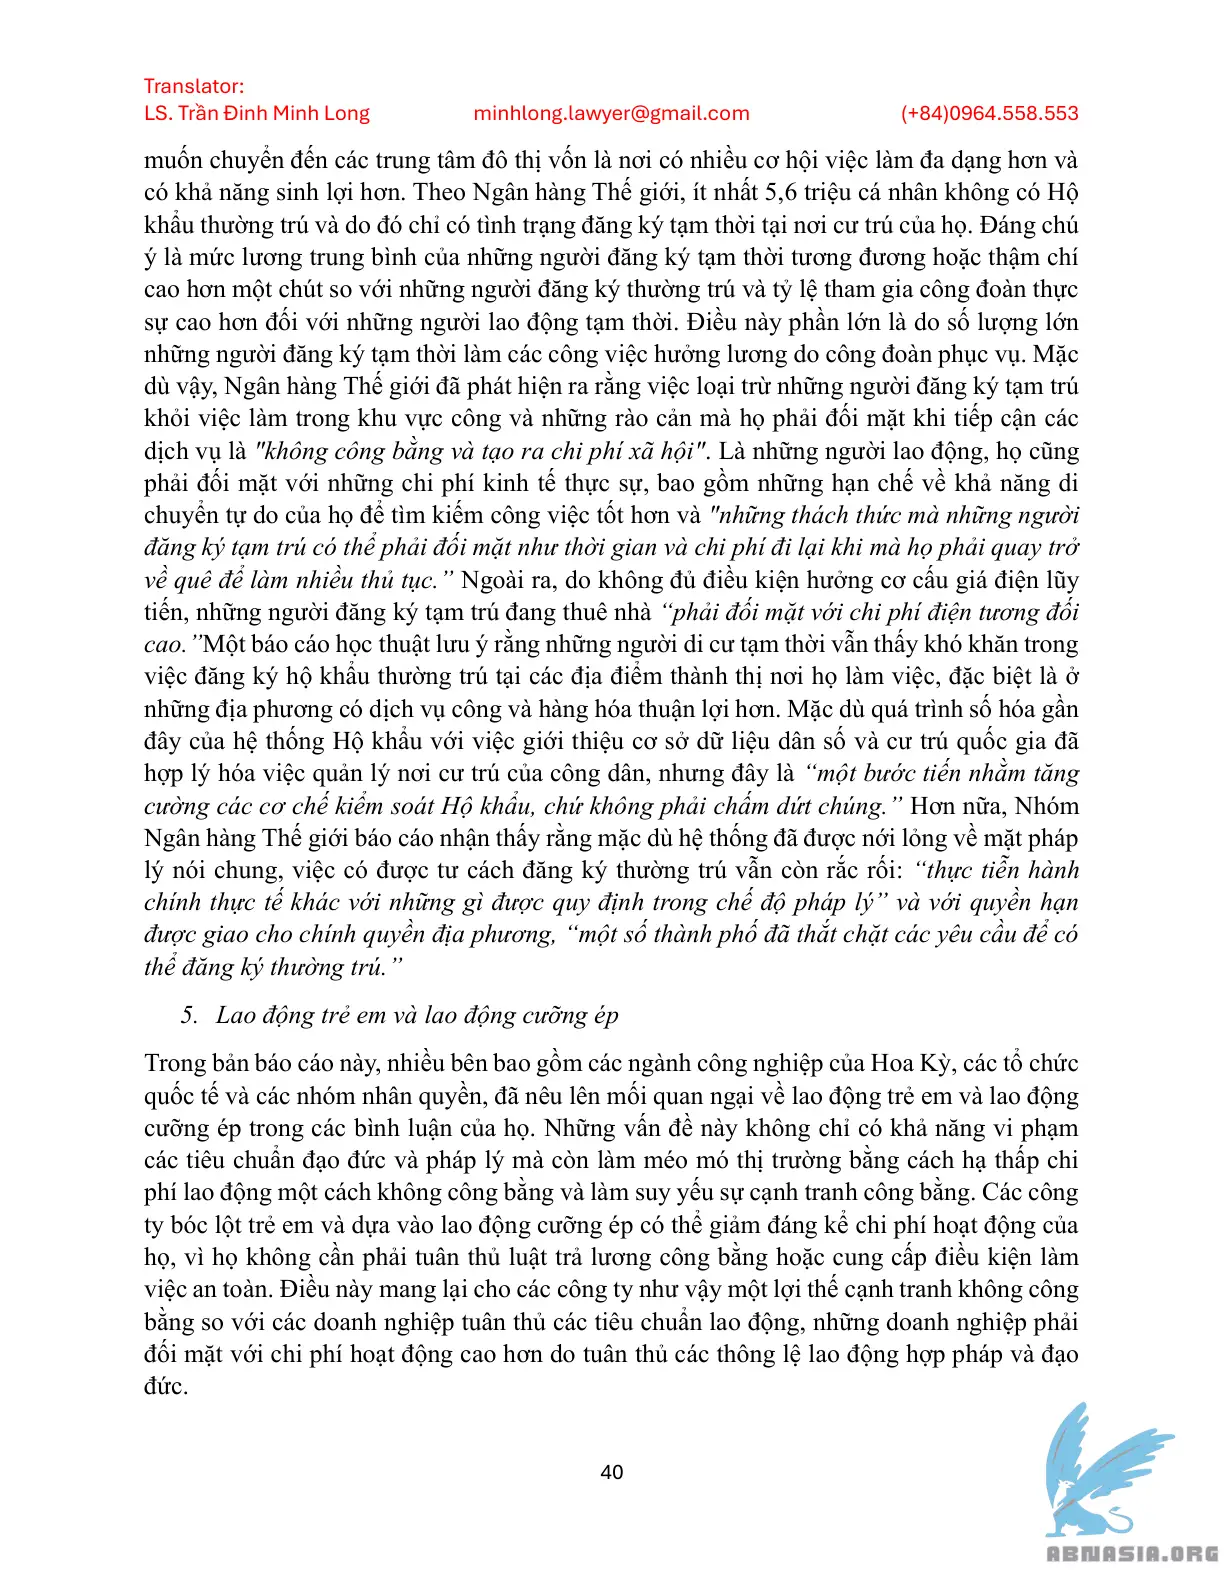 Translator:
LS. Trần Đình Minh Long minhlong.lawyer@gmail.com (+84)0964.558.553
muốn chuyển đến các trung tâm đô thị vốn là nơi có nhiều cơ hội việc làm đa dạng hơn và
có khả năng sinh lợi hơn. Theo Ngân hàng Thế giới, ít nhất 5,6 triệu cá nhân không có Hộ
khẩu thường trú và do đó chỉ có tình trạng đăng ký tạm thời tại nơi cư trú của họ. Đáng chú
ý là mức lương trung bình của những người đăng ký tạm thời tương đương hoặc thậm chí
cao hơn một chút so với những người đăng ký thường trú và tỷ lệ tham gia công đoàn thực
sự cao hơn đối với những người lao động tạm thời. Điều này phần lớn là do số lượng lớn
những người đăng ký tạm thời làm các công việc hưởng lương do công đoàn phục vụ. Mặc
dù vậy, Ngân hàng Thế giới đã phát hiện ra rằng việc loại trừ những người đăng ký tạm trú
khỏi việc làm trong khu vực công và những rào cản mà họ phải đối mặt khi tiếp cận các
dịch vụ là "không công bằng và tạo ra chi phí xã hội". Là những người lao động, họ cũng
phải đối mặt với những chi phí kinh tế thực sự, bao gồm những hạn chế về khả năng di
chuyển tự do của họ để tìm kiếm công việc tốt hơn và "những thách thức mà những người
đăng ký tạm trú có thể phải đối mặt như thời gian và chi phí đi lại khi mà họ phải quay trở
về quê để làm nhiều thủ tục.” Ngoài ra, do không đủ điều kiện hưởng cơ cấu giá điện lũy
tiến, những người đăng ký tạm trú đang thuê nhà “phải đối mặt với chi phí điện tương đối
cao.”Một báo cáo học thuật lưu ý rằng những người di cư tạm thời vẫn thấy khó khăn trong
việc đăng ký hộ khẩu thường trú tại các địa điểm thành thị nơi họ làm việc, đặc biệt là ở
những địa phương có dịch vụ công và hàng hóa thuận lợi hơn. Mặc dù quá trình số hóa gần
đây của hệ thống Hộ khẩu với việc giới thiệu cơ sở dữ liệu dân số và cư trú quốc gia đã
hợp lý hóa việc quản lý nơi cư trú của công dân, nhưng đây là “một bước tiến nhằm tăng
cường các cơ chế kiểm soát Hộ khẩu, chứ không phải chấm dứt chúng.” Hơn nữa, Nhóm
Ngân hàng Thế giới báo cáo nhận thấy rằng mặc dù hệ thống đã được nới lỏng về mặt pháp
lý nói chung, việc có được tư cách đăng ký thường trú vẫn còn rắc rối: “thực tiễn hành
chính thực tế khác với những gì được quy định trong chế độ pháp lý” và với quyền hạn
được giao cho chính quyền địa phương, “một số thành phố đã thắt chặt các yêu cầu để có
thể đăng ký thường trú.”
5. Lao động trẻ em và lao động cưỡng ép
Trong bản báo cáo này, nhiều bên bao gồm các ngành công nghiệp của Hoa Kỳ, các tổ chức
quốc tế và các nhóm nhân quyền, đã nêu lên mối quan ngại về lao động trẻ em và lao động
cưỡng ép trong các bình luận của họ. Những vấn đề này không chỉ có khả năng vi phạm
các tiêu chuẩn đạo đức và pháp lý mà còn làm méo mó thị trường bằng cách hạ thấp chi
phí lao động một cách không công bằng và làm suy yếu sự cạnh tranh công bằng. Các công
ty bóc lột trẻ em và dựa vào lao động cưỡng ép có thể giảm đáng kể chi phí hoạt động của
họ, vì họ không cần phải tuân thủ luật trả lương công bằng hoặc cung cấp điều kiện làm
việc an toàn. Điều này mang lại cho các công ty như vậy một lợi thế cạnh tranh không công
bằng so với các doanh nghiệp tuân thủ các tiêu chuẩn lao động, những doanh nghiệp phải
đối mặt với chi phí hoạt động cao hơn do tuân thủ các thông lệ lao động hợp pháp và đạo
đức.
40
ABNASIA.ORG